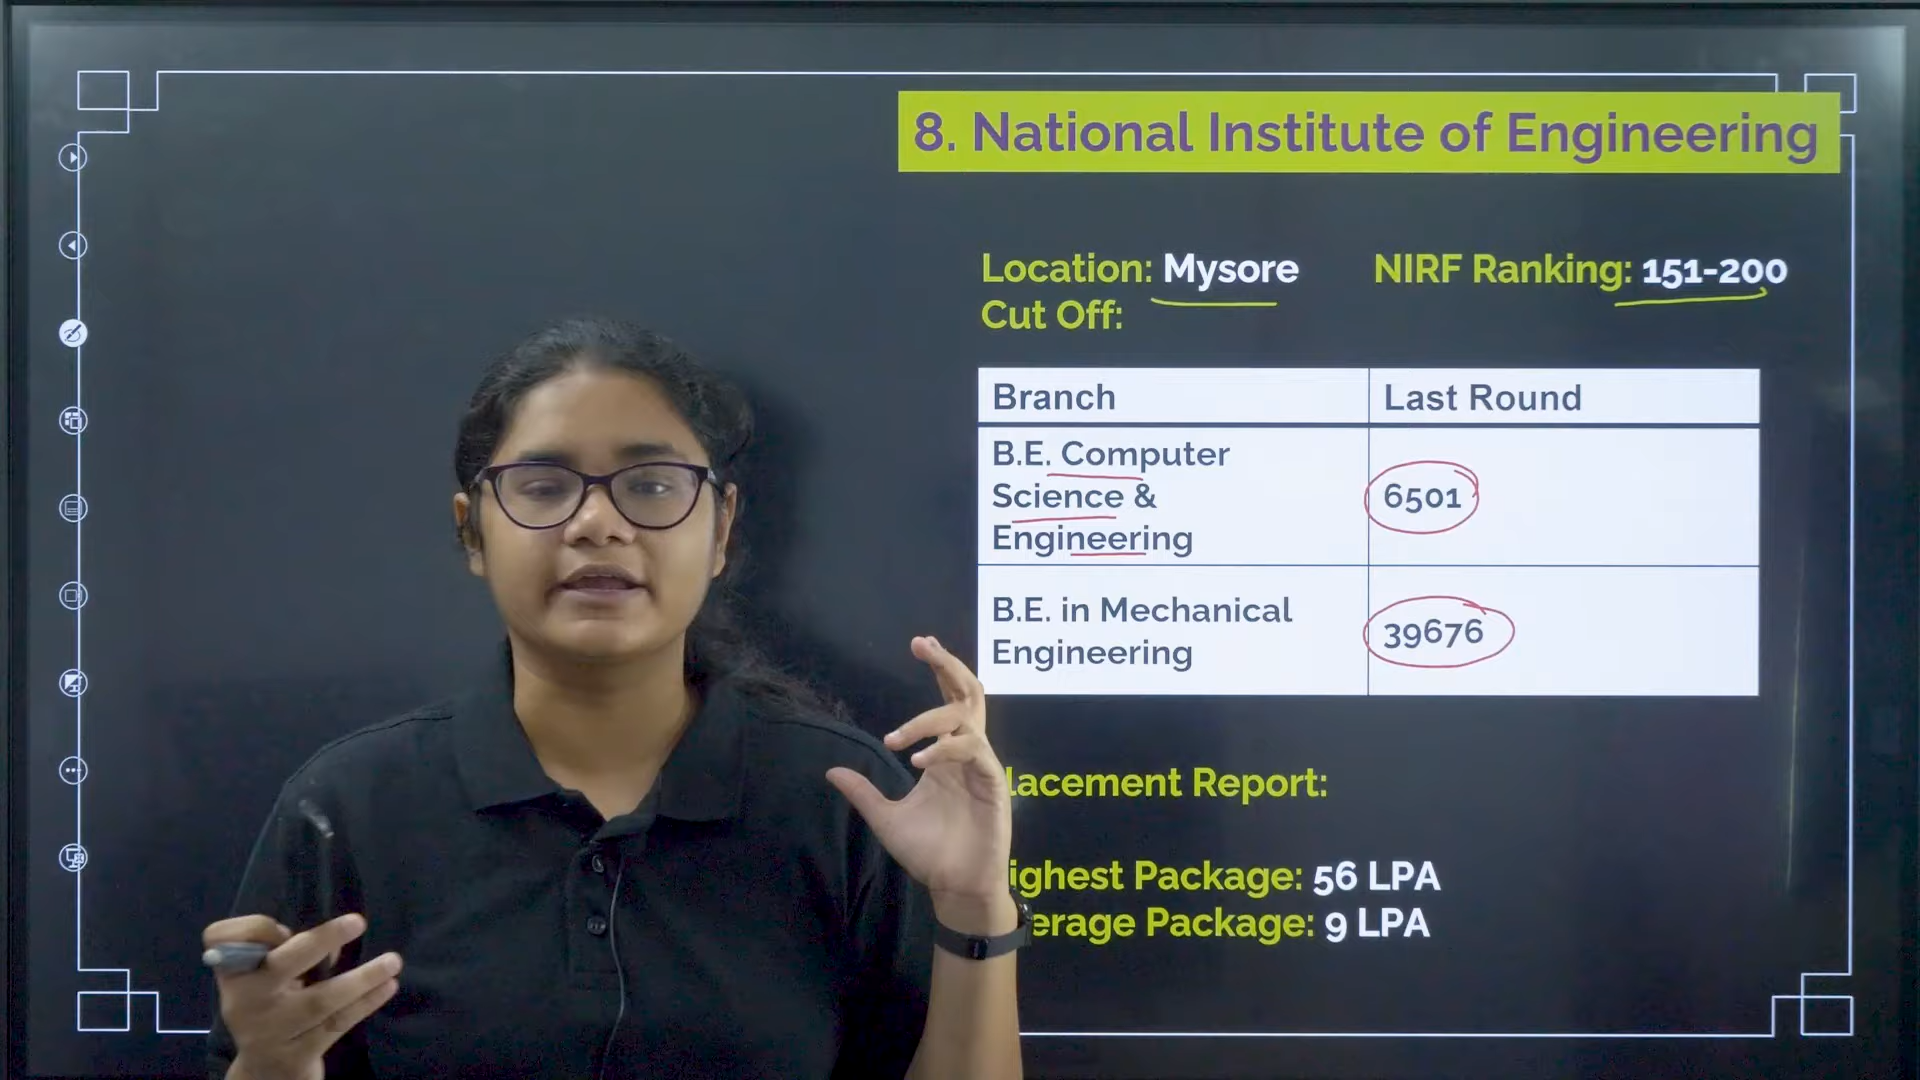 8. National Institute of Engineering
Location: Mysore
NIRF Ranking: 151-200
Cut Off:
Branch
Last Round
B.E. Computer
Science &
Engineering
6501
B.E. in Mechanical
Engineering
39676
lacement Report:
ighest Package: 56 LPA
erage Package: 9 LPA